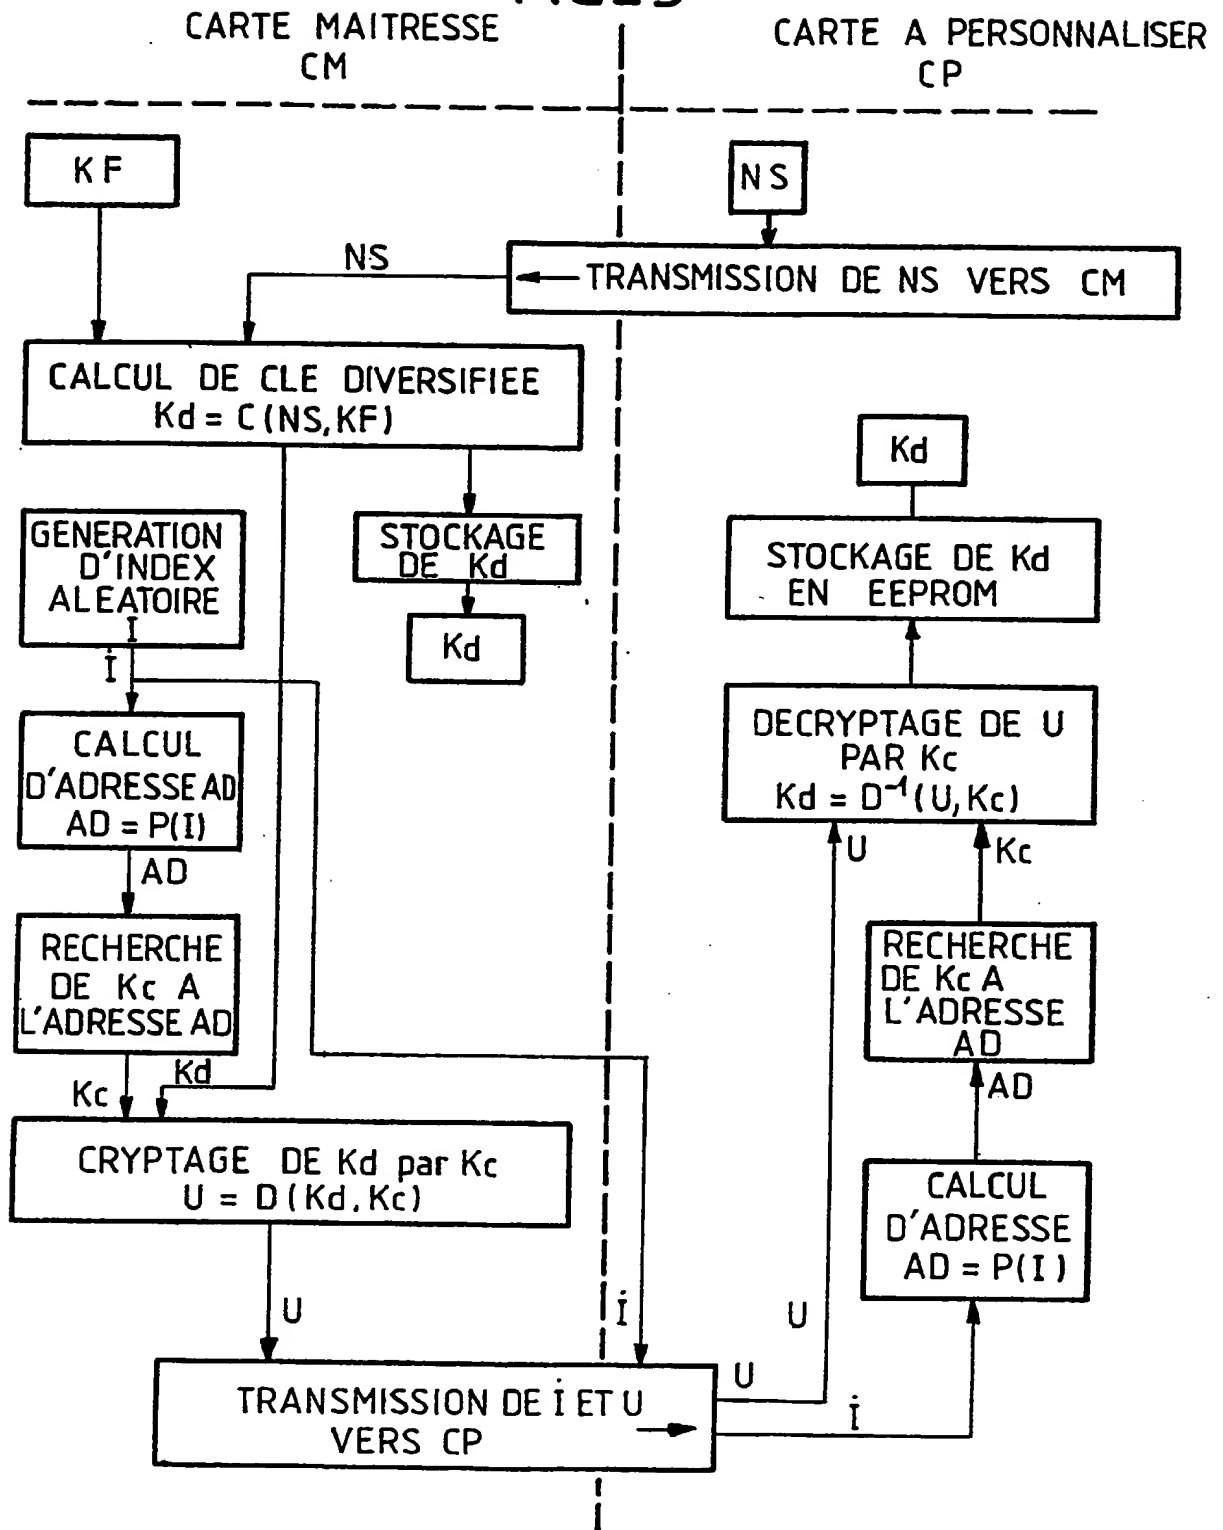 CARTE MAITRESSE
CM
CARTE A PERSONNALISER
CP
KF
NS
NS
TRANSMISSION DE NS VERS CM
CALCUL DE CLE DIVERSIFIEE
Kd = C(NS,KF)
Kd
GENERATION
D'INDEX
ALEATOIRE
I
STOCKAGE
DE Kd
STOCKAGE DE Kd
EN EEPROM
İ
Kd
CALCUL
D'ADRESSE AD
AD = P(I)
DECRYPTAGE DE U
PAR Kc
Kd = D⁻¹(U,Kc)
AD
U
Kc
RECHERCHE
DE Kc A
L'ADRESSE AD
RECHERCHE
DE Kc A
L'ADRESSE
AD
Kc
Kd
AD
CRYPTAGE DE Kd par Kc
U = D(Kd,Kc)
CALCUL
D'ADRESSE
AD = P(I)
U
İ
U
TRANSMISSION DE İ ET U
VERS CP
U
İ